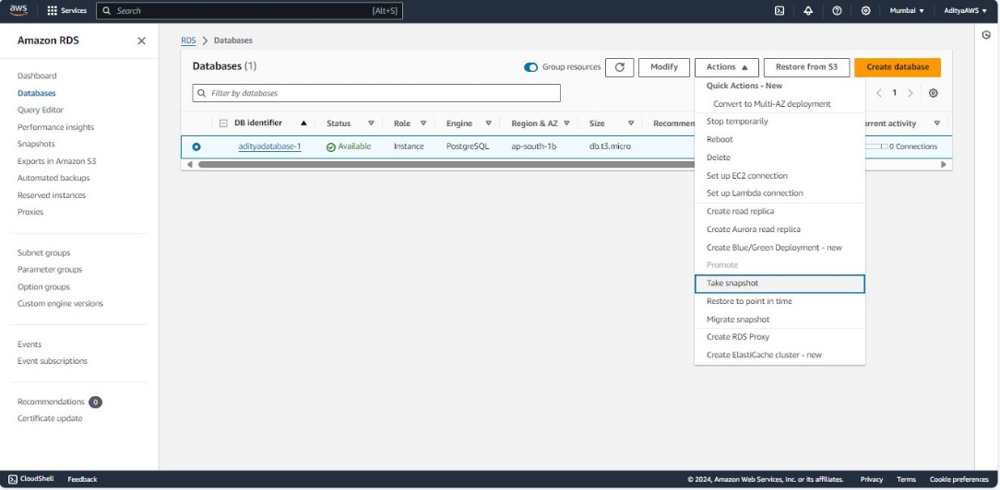 aws
Services
Search
[Alt+S]
Mumbai
AdityaAWS
Amazon RDS
Dashboard
Databases
Query Editor
Performance insights
Snapshots
Exports in Amazon S3
Automated backups
Reserved instances
Proxies
Subnet groups
Parameter groups
Option groups
Custom engine versions
Events
Event subscriptions
Recommendations 0
Certificate update
RDS > Databases
Databases (1)
Group resources
Modify
Actions
Restore from S3
Create database
Filter by databases
1
DB identifier
Status
Role
Engine
Region & AZ
Size
Recommen
urrent activity
adityadatabase-1
Available
Instance
PostgreSQL
ap-south-1b
db.t3.micro
0 Connections
Quick Actions - New
Convert to Multi-AZ deployment
Stop temporarily
Reboot
Delete
Set up EC2 connection
Set up Lambda connection
Create read replica
Create Aurora read replica
Create Blue/Green Deployment - new
Promote
Take snapshot
Restore to point in time
Migrate snapshot
Create RDS Proxy
Create ElastiCache cluster - new
CloudShell
Feedback
© 2024, Amazon Web Services, Inc. or its affiliates.
Privacy
Terms
Cookie preferences